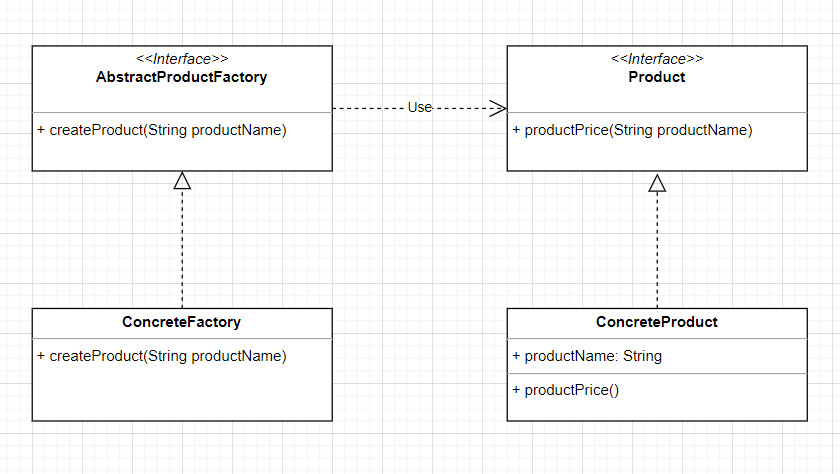 <<Interface>>
AbstractProductFactory
+ createProduct(String productName)
Use
<<Interface>>
Product
+ productPrice(String productName)
ConcreteFactory
+ createProduct(String productName)
ConcreteProduct
+ productName: String
+ productPrice()